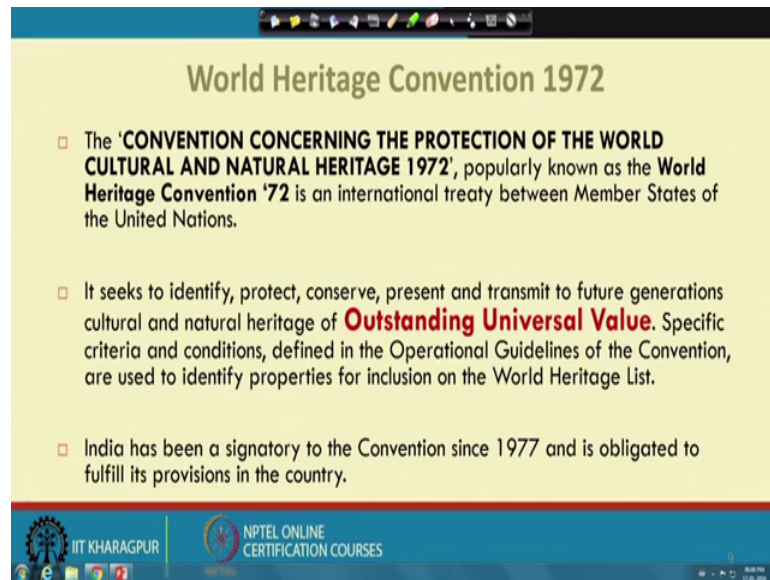 World Heritage Convention 1972
The ‘CONVENTION CONCERNING THE PROTECTION OF THE WORLD
CULTURAL AND NATURAL HERITAGE 1972’, popularly known as the World
Heritage Convention ‘72 is an international treaty between Member States of
the United Nations.
It seeks to identify, protect, conserve, present and transmit to future generations
cultural and natural heritage of Outstanding Universal Value. Specific
criteria and conditions, defined in the Operational Guidelines of the Convention,
are used to identify properties for inclusion on the World Heritage List.
India has been a signatory to the Convention since 1977 and is obligated to
fulfill its provisions in the country.
IIT KHARAGPUR
NPTEL ONLINE
CERTIFICATION COURSES
9